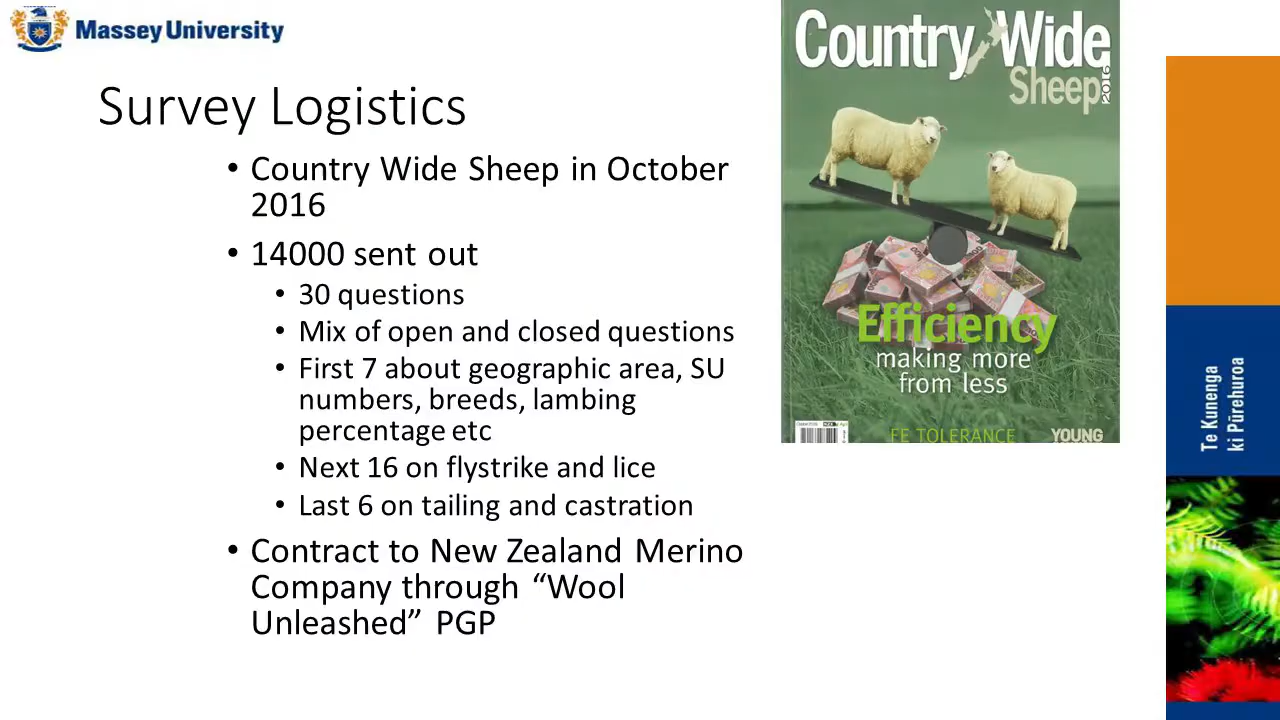 Massey University
Survey Logistics
• Country Wide Sheep in October
2016
• 14000 sent out
• 30 questions
• Mix of open and closed questions
• First 7 about geographic area, SU
numbers, breeds, lambing
percentage etc
• Next 16 on flystrike and lice
• Last 6 on tailing and castration
• Contract to New Zealand Merino
Company through “Wool
Unleashed” PGP
Country Wide
Sheep 2016
Efficiency
making more
from less
FE TOLERANCE
YOUNG
Te Kunenga
ki Pūrehuroa